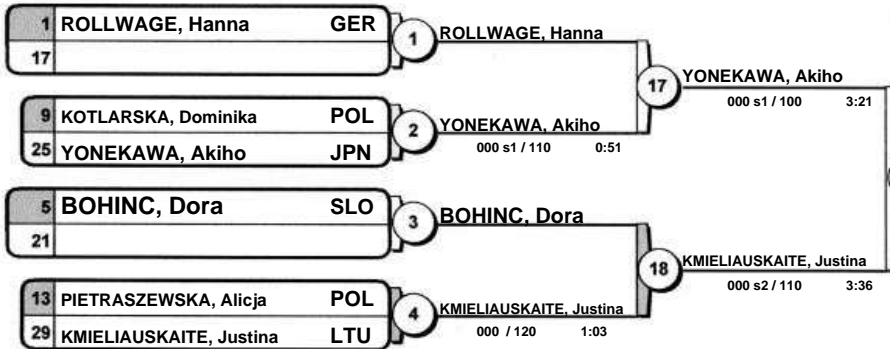 1 ROLLWAGE, Hanna GER
17
1 ROLLWAGE, Hanna
9 KOTLARSKA, Dominika POL
25 YONEKAWA, Akiho JPN
2 YONEKAWA, Akiho
000 s1 / 110 0:51
17 YONEKAWA, Akiho
000 s1 / 100 3:21
5 BOHINC, Dora SLO
21
3 BOHINC, Dora
13 PIETRASZEWSKA, Alicja POL
29 KMIELIAUSKAITE, Justina LTU
4 KMIELIAUSKAITE, Justina
000 / 120 1:03
18 KMIELIAUSKAITE, Justina
000 s2 / 110 3:36